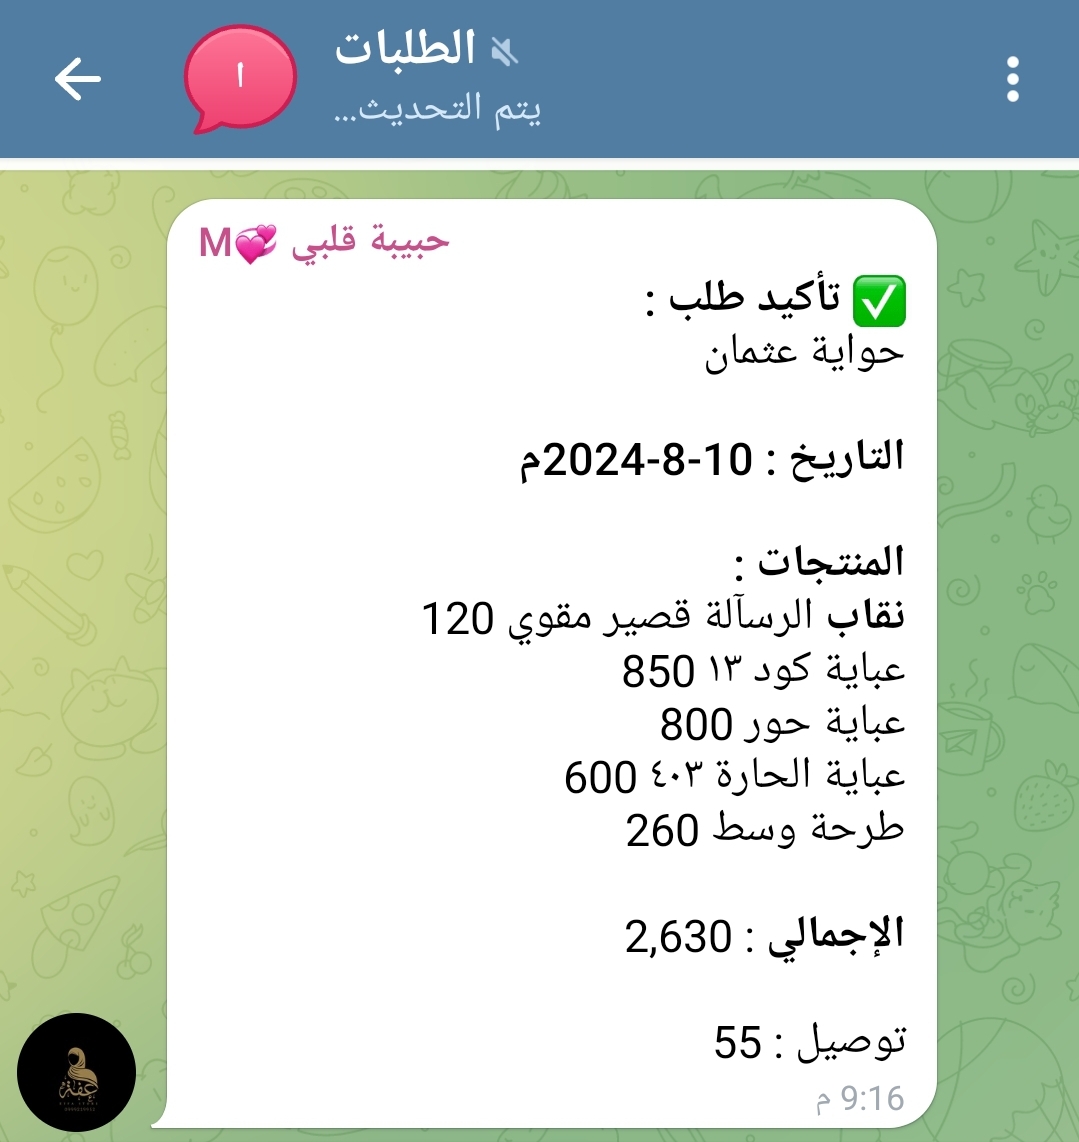 الطلبات
يتم التحديث...
ا
حبيبة قلبي 💞M
✅ تأكيد طلب :
حواية عثمان
التاريخ : 10-8-2024م
المنتجات :
نقاب الرسآلة قصير مقوي 120
عباية كود ١٣ 850
عباية حور 800
عباية الحارة ٤٠٣ 600
طرحة وسط 260
الإجمالي : 2,630
توصيل : 55
9:16 م
عفة